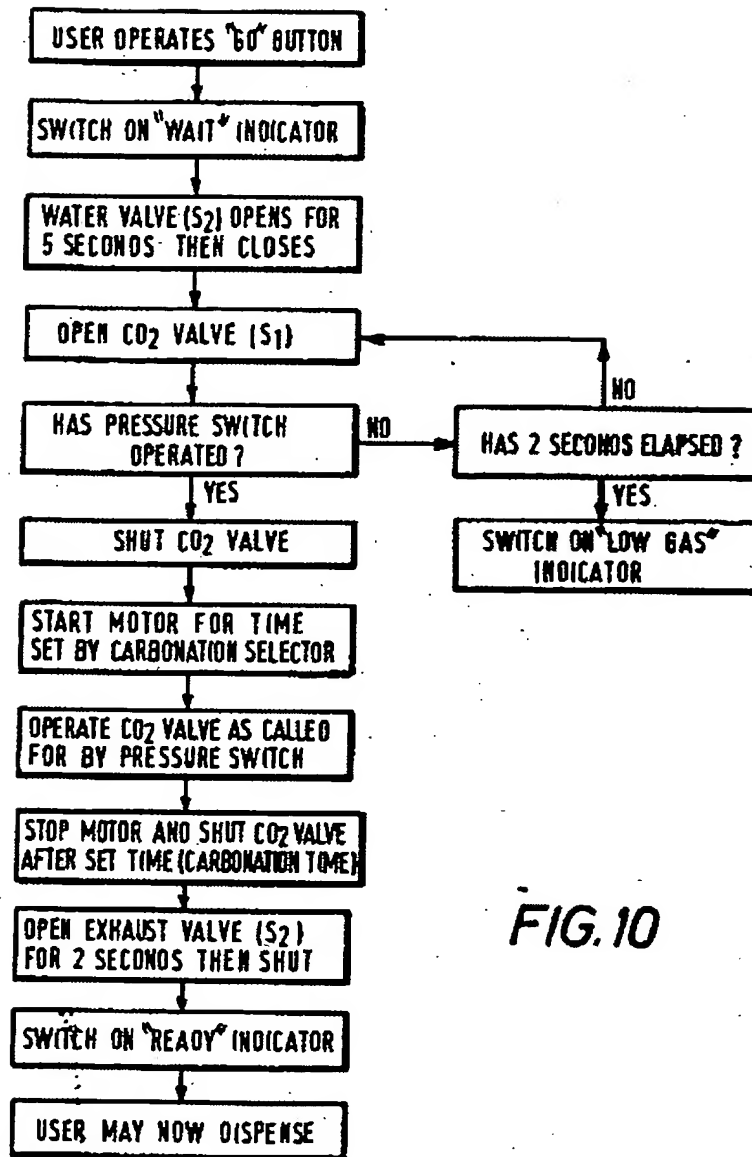 USER OPERATES "GO" BUTTON
SWITCH ON "WAIT" INDICATOR
WATER VALVE (S2) OPENS FOR
5 SECONDS THEN CLOSES
OPEN CO2 VALVE (S1)
HAS PRESSURE SWITCH
OPERATED ?
NO
HAS 2 SECONDS ELAPSED ?
NO
YES
SWITCH ON "LOW GAS"
INDICATOR
YES
SHUT CO2 VALVE
START MOTOR FOR TIME
SET BY CARBONATION SELECTOR
OPERATE CO2 VALVE AS CALLED
FOR BY PRESSURE SWITCH
STOP MOTOR AND SHUT CO2 VALVE
AFTER SET TIME (CARBONATION TIME)
OPEN EXHAUST VALVE (S2)
FOR 2 SECONDS THEN SHUT
SWITCH ON "READY" INDICATOR
USER MAY NOW DISPENSE
FIG. 10